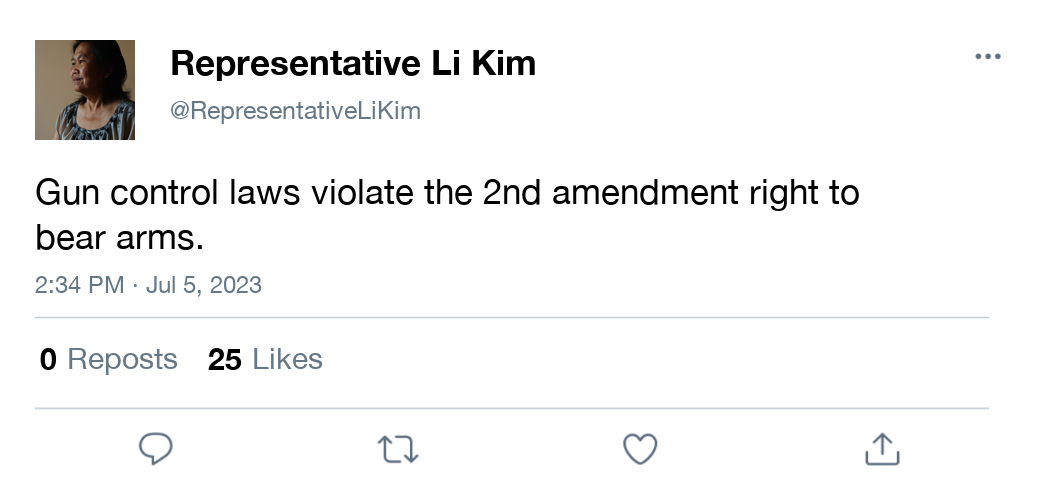 Representative Li Kim
@RepresentativeLiKim
Gun control laws violate the 2nd amendment right to
bear arms.
2:34 PM · Jul 5, 2023
0 Reposts 25 Likes